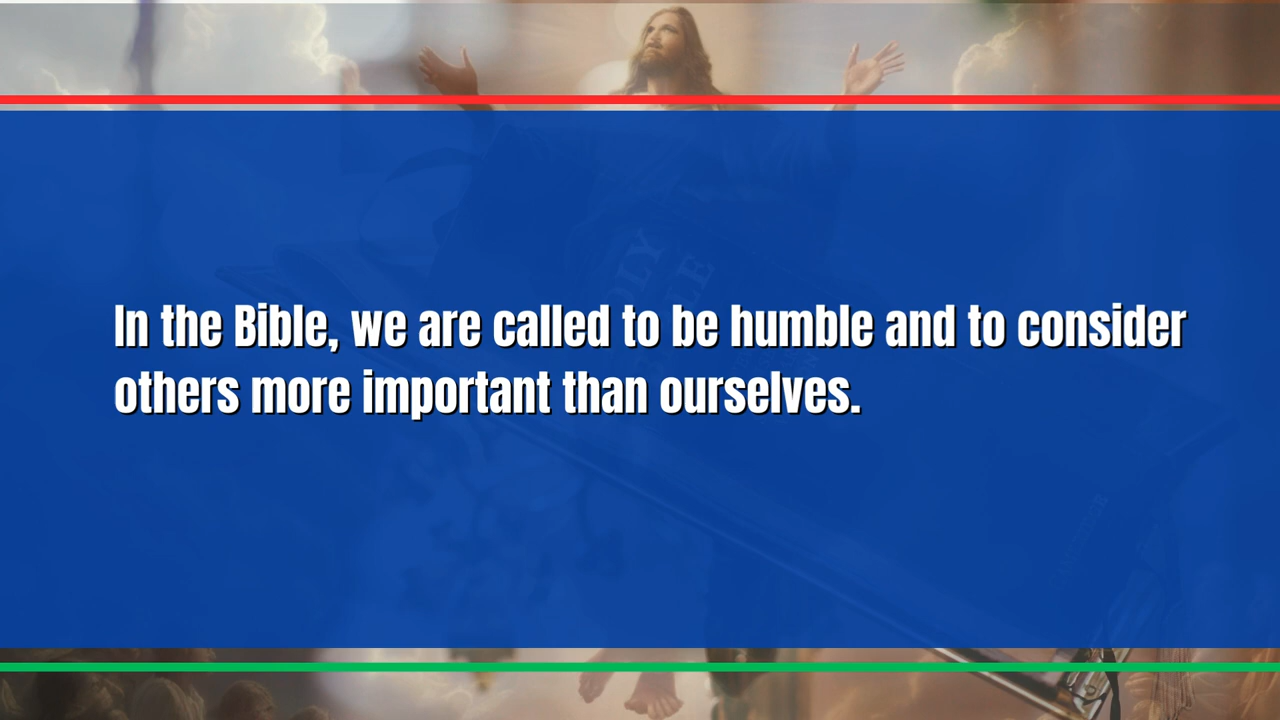 In the Bible, we are called to be humble and to consider
others more important than ourselves.